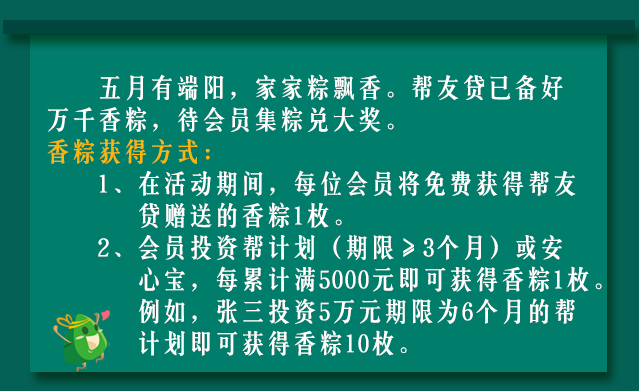 五月有端阳，家家粽飘香。帮友贷已备好
万千香粽，待会员集粽兑大奖。
香粽获得方式：
1、在活动期间，每位会员将免费获得帮友
贷赠送的香粽1枚。
2、会员投资帮计划（期限≥3个月）或安
心宝，每累计满5000元即可获得香粽1枚。
例如，张三投资5万元期限为6个月的帮
计划即可获得香粽10枚。